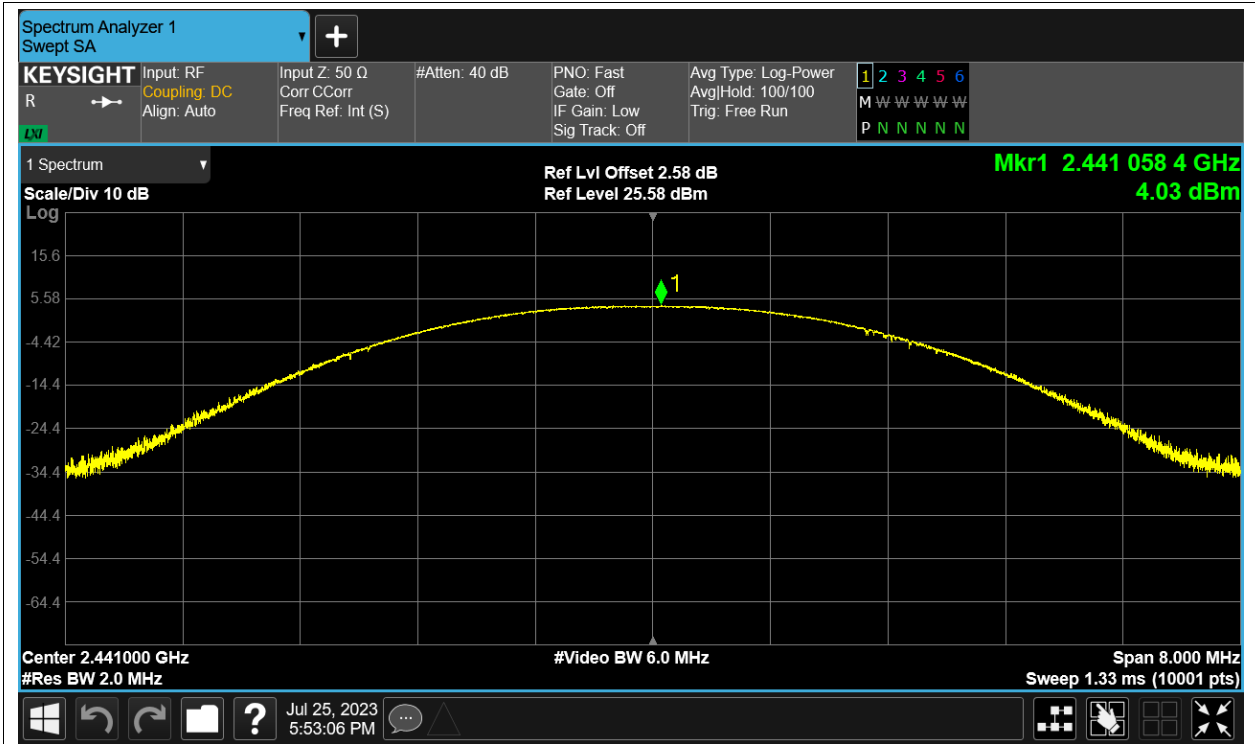 Spectrum Analyzer 1
Swept SA
+
KEYSIGHT
R
LXI
Input: RF
Coupling: DC
Align: Auto
Input Z: 50 Ω
Corr CCorr
Freq Ref: Int (S)
#Atten: 40 dB
PNO: Fast
Gate: Off
IF Gain: Low
Sig Track: Off
Avg Type: Log-Power
Avg|Hold: 100/100
Trig: Free Run
1 2 3 4 5 6
M W W W W W
P N N N N N
1 Spectrum
Scale/Div 10 dB
Log
Ref Lvl Offset 2.58 dB
Ref Level 25.58 dBm
Mkr1 2.441 058 4 GHz
4.03 dBm
1
15.6
5.58
-4.42
-14.4
-24.4
-34.4
-44.4
-54.4
-64.4
Center 2.441000 GHz
#Video BW 6.0 MHz
Span 8.000 MHz
#Res BW 2.0 MHz
Sweep 1.33 ms (10001 pts)
?
Jul 25, 2023
5:53:06 PM